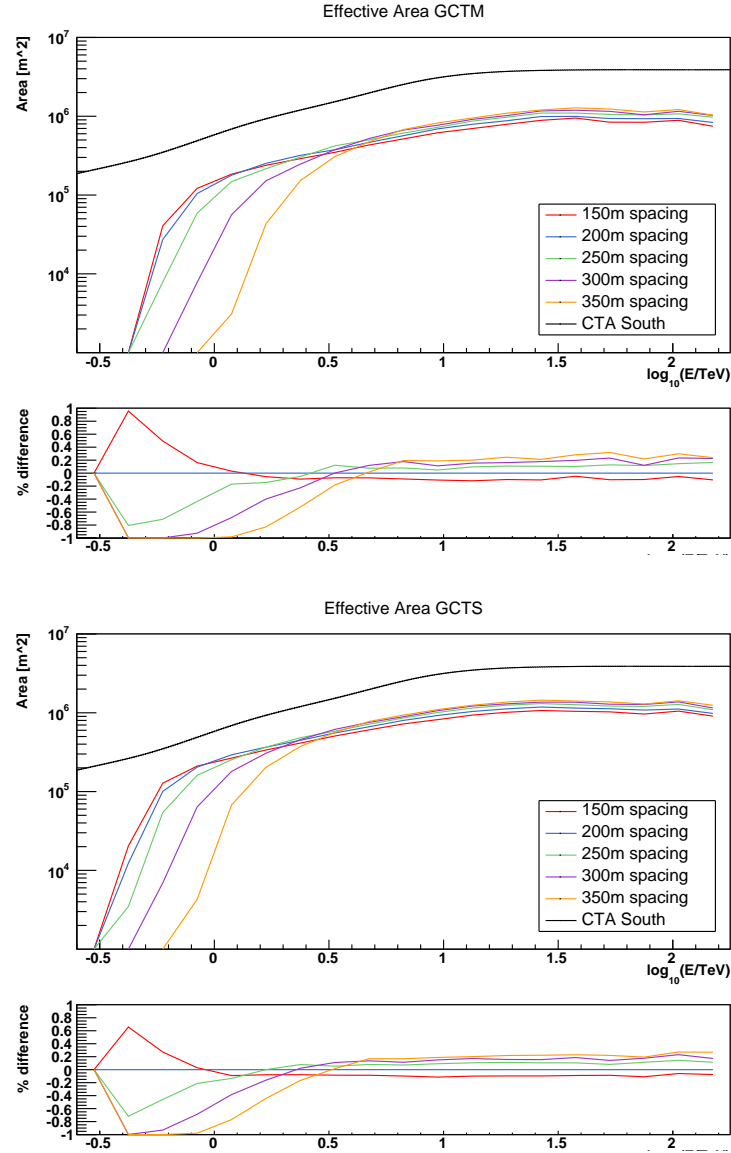 Effective Area GCTM
Area [m^2]
10^7
10^6
10^5
10^4
150m spacing
200m spacing
250m spacing
300m spacing
350m spacing
CTA South
-0.5 0 0.5 1 1.5 2
log10(E/TeV)
% difference
1
0.8
0.6
0.4
0.2
0
-0.2
-0.4
-0.6
-0.8
-1
-0.5 0 0.5 1 1.5 2
Effective Area GCTS
Area [m^2]
10^7
10^6
10^5
10^4
150m spacing
200m spacing
250m spacing
300m spacing
350m spacing
CTA South
-0.5 0 0.5 1 1.5 2
log10(E/TeV)
% difference
1
0.8
0.6
0.4
0.2
0
-0.2
-0.4
-0.6
-0.8
-1
-0.5 0 0.5 1 1.5 2